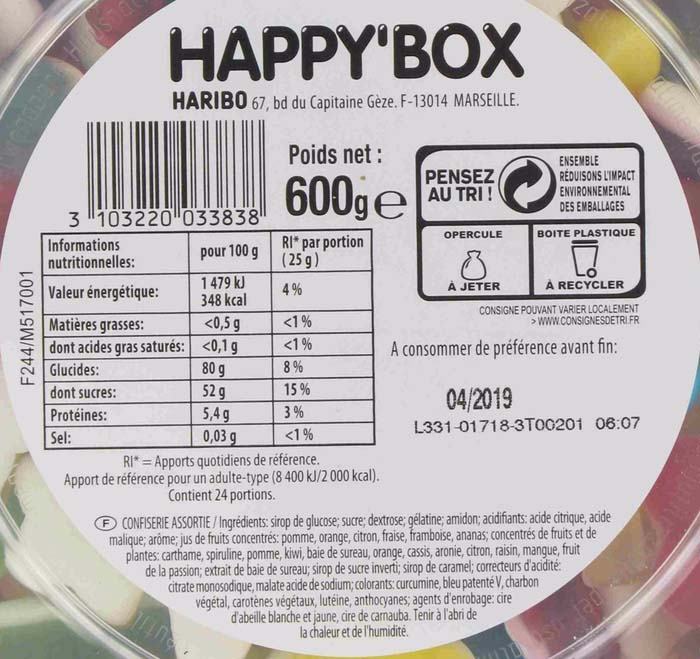 HAPPY'BOX
HARIBO 67, bd du Capitaine Gèze. F-13014 MARSEILLE.
3 103220 033838
Poids net :
600g e
PENSEZ
AU TRI !
ENSEMBLE
RÉDUISONS L'IMPACT
ENVIRONNEMENTAL
DES EMBALLAGES
OPERCULE
À JETER
BOITE PLASTIQUE
À RECYCLER
CONSIGNE POUVANT VARIER LOCALEMENT
> WWW.CONSIGNESDETRI.FR
F244/M517001
Informations nutritionnelles: pour 100 g RI* par portion (25 g)
Valeur énergétique: 1 479 kJ 348 kcal 4 %
Matières grasses: <0,5 g <1 %
dont acides gras saturés: <0,1 g <1 %
Glucides: 80 g 8 %
dont sucres: 52 g 15 %
Protéines: 5,4 g 3 %
Sel: 0,03 g <1 %
A consommer de préférence avant fin:
04/2019
L331-01718-3T00201 06:07
RI* = Apports quotidiens de référence.
Apport de référence pour un adulte-type (8 400 kJ/2 000 kcal).
Contient 24 portions.
F CONFISERIE ASSORTIE / Ingrédients: sirop de glucose; sucre; dextrose; gélatine; amidon; acidifiants: acide citrique, acide
malique; arôme; jus de fruits concentrés: pomme, orange, citron, fraise, framboise, ananas; concentrés de fruits et de
plantes: carthame, spiruline, pomme, kiwi, baie de sureau, orange, cassis, aronie, citron, raisin, mangue, fruit
de la passion; extrait de baie de sureau; sirop de sucre inverti; sirop de caramel; correcteurs d'acidité:
citrate monosodique, malate acide de sodium; colorants: curcumine, bleu patenté V, charbon
végétal, carotènes végétaux, lutéine, anthocyanes; agents d'enrobage: cire
d'abeille blanche et jaune, cire de carnauba. Tenir à l'abri de
la chaleur et de l'humidité.